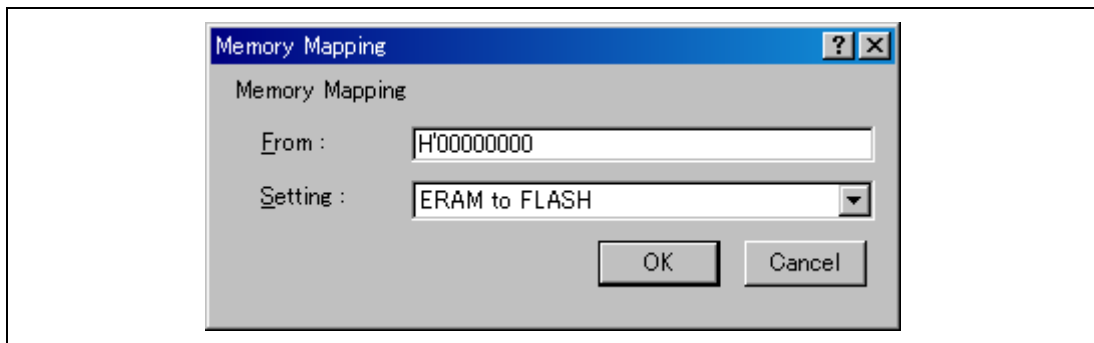 Memory Mapping
Memory Mapping
From : H'00000000
Setting : ERAM to FLASH
OK Cancel